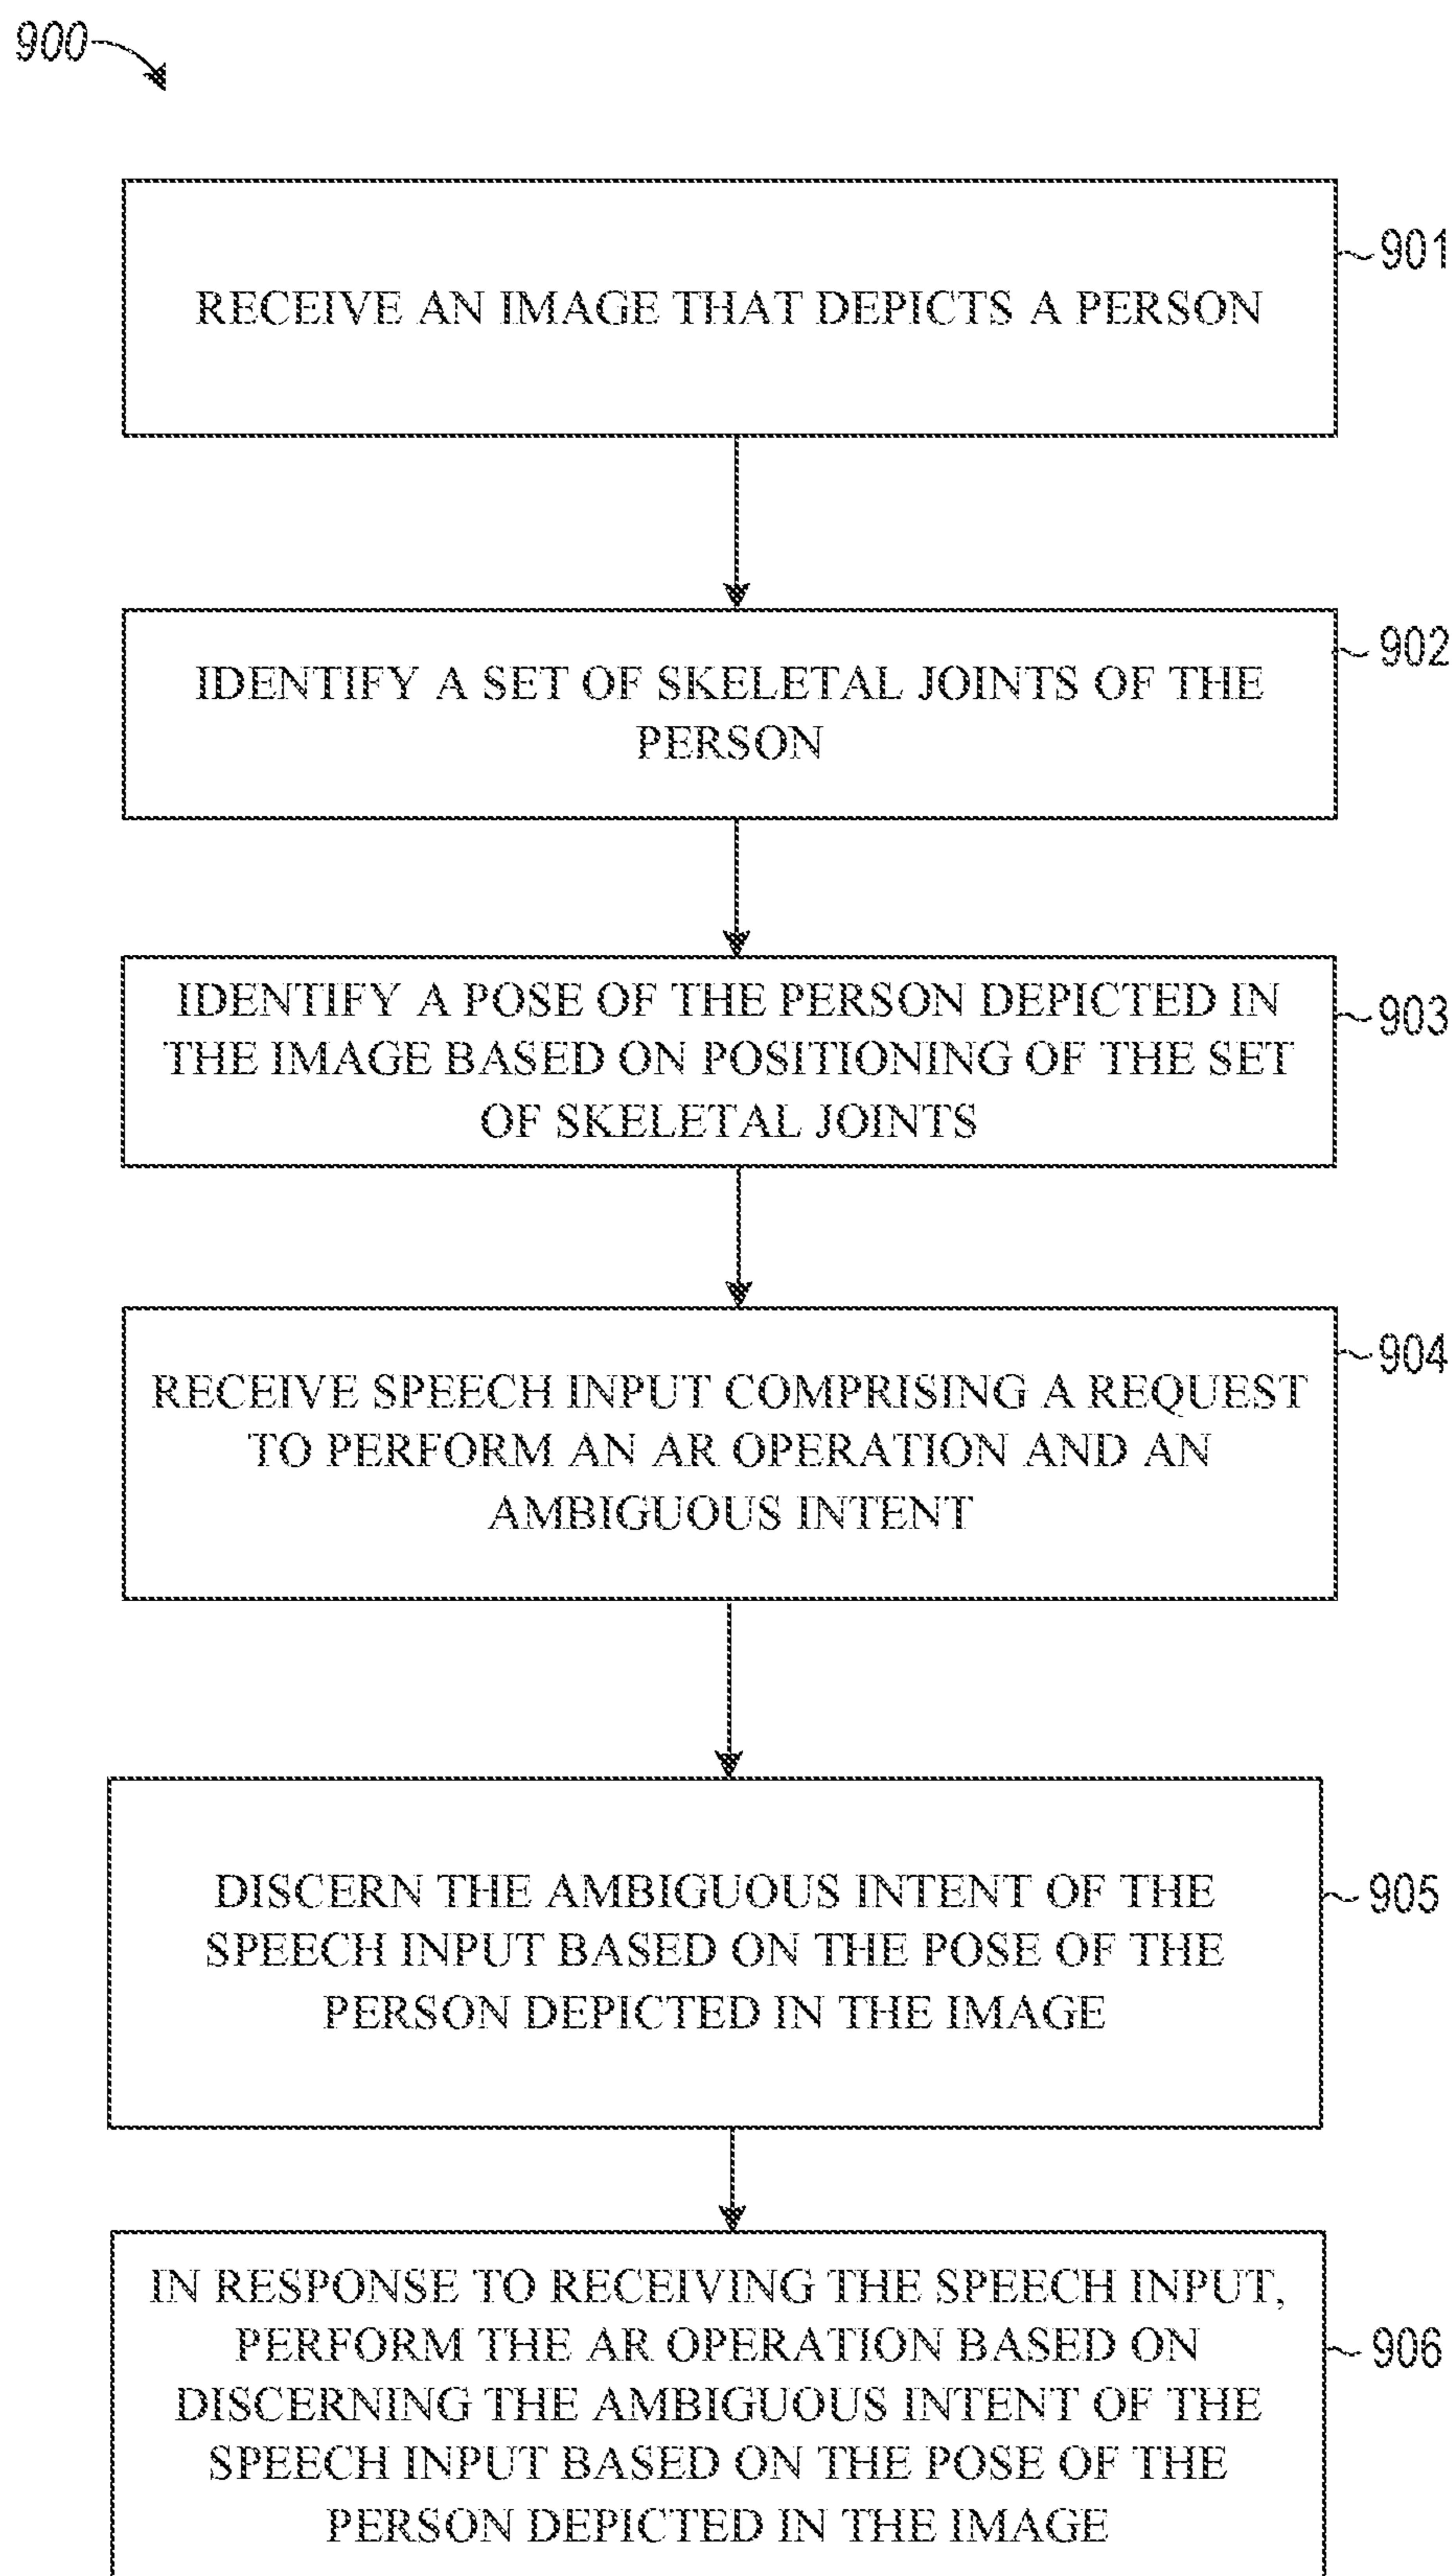 900
RECEIVE AN IMAGE THAT DEPICTS A PERSON
901
IDENTIFY A SET OF SKELETAL JOINTS OF THE
PERSON
902
IDENTIFY A POSE OF THE PERSON DEPICTED IN
THE IMAGE BASED ON POSITIONING OF THE SET
OF SKELETAL JOINTS
903
RECEIVE SPEECH INPUT COMPRISING A REQUEST
TO PERFORM AN AR OPERATION AND AN
AMBIGUOUS INTENT
904
DISCERN THE AMBIGUOUS INTENT OF THE
SPEECH INPUT BASED ON THE POSE OF THE
PERSON DEPICTED IN THE IMAGE
905
IN RESPONSE TO RECEIVING THE SPEECH INPUT,
PERFORM THE AR OPERATION BASED ON
DISCERNING THE AMBIGUOUS INTENT OF THE
SPEECH INPUT BASED ON THE POSE OF THE
PERSON DEPICTED IN THE IMAGE
906